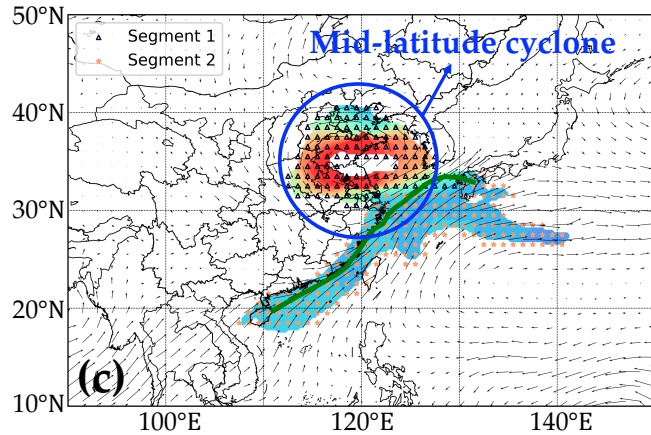 50°N
Segment 1
Segment 2
Mid-latitude cyclone
40°N
30°N
20°N
(c)
10°N
100°E
120°E
140°E